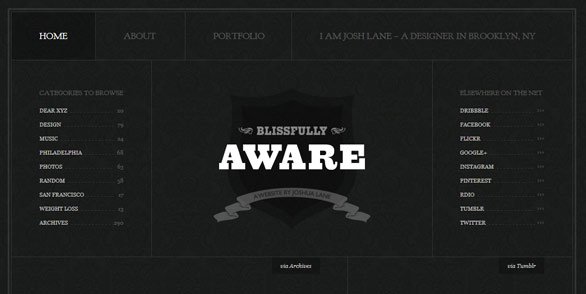 HOME
ABOUT
PORTFOLIO
I AM JOSH LANE – A DESIGNER IN BROOKLYN, NY
CATEGORIES TO BROWSE
DEAR XYZ
DESIGN 79
MUSIC 24
PHILADELPHIA 68
PHOTOS 63
RANDOM 98
SAN FRANCISCO 17
WEIGHT LOSS 13
ARCHIVES 290
BLISSFULLY
AWARE
A WEBSITE BY JOSHUA LANE
ELSEWHERE ON THE NET
DRIBBBLE
FACEBOOK
FLICKR
GOOGLE+
INSTAGRAM
PINTEREST
RDIO
TUMBLR
TWITTER
via Archives
via Tumblr